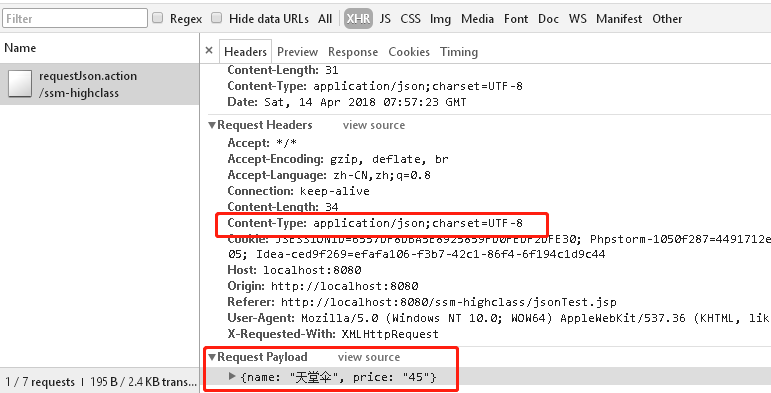 Filter Regex Hide data URLs All XHR JS CSS Img Media Font Doc WS Manifest Other
Name
requestJson.action
/ssm-highclass
× Headers Preview Response Cookies Timing
Content-Length: 31
Content-Type: application/json;charset=UTF-8
Date: Sat, 14 Apr 2018 07:57:23 GMT
▼Request Headers view source
Accept: */*
Accept-Encoding: gzip, deflate, br
Accept-Language: zh-CN,zh;q=0.8
Connection: keep-alive
Content-Length: 34
Content-Type: application/json;charset=UTF-8
Cookie: Phpstorm-1050f287=4491712e
05; Idea-ced9f269=efafa106-f3b7-42c1-86f4-6f194c1d9c44
Host: localhost:8080
Origin: http://localhost:8080
Referer: http://localhost:8080/ssm-highclass/jsonTest.jsp
User-Agent: Mozilla/5.0 (Windows NT 10.0; WOW64) AppleWebKit/537.36 (KHTML, lik
X-Requested-With: XMLHttpRequest
▼Request Payload view source
▶{name: "天堂伞", price: "45"}
1 / 7 requests | 195 B / 2.4 KB trans...